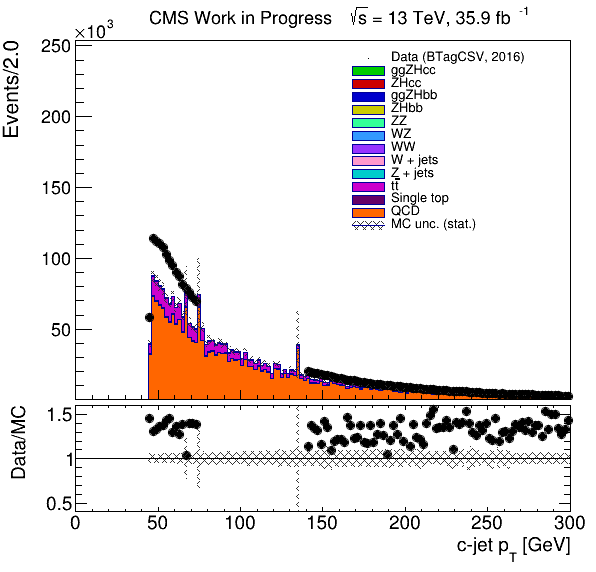 CMS Work in Progress √s = 13 TeV, 35.9 fb⁻¹
×10³
Events/2.0
250
200
150
100
50
Data (BTagCSV, 2016)
ggZHcc
ZHcc
ggZHbb
ZHbb
ZZ
WZ
WW
W + jets
Z + jets
tt̅
Single top
QCD
MC unc. (stat.)
Data/MC
1.5
1
0.5
0 50 100 150 200 250 300
c-jet p_T [GeV]